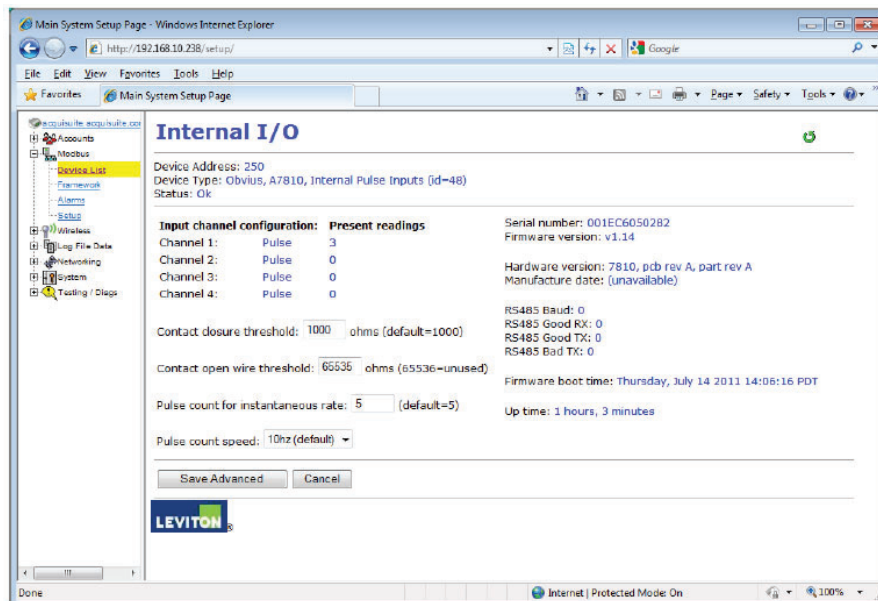 Main System Setup Page - Windows Internet Explorer
http://192.168.10.238/setup/
Google
File Edit View Favorites Tools Help
Favorites
Main System Setup Page
Page
Safety
Tools
acquisuite.acquisuite.cor
Accounts
Modbus
Device List
Framework
Alarms
Setup
Wireless
Log File Data
Networking
System
Testing / Diags
Internal I/O
Device Address: 250
Device Type: Obvius, A7810, Internal Pulse Inputs (id=48)
Status: Ok
Input channel configuration: Present readings
Channel 1: Pulse 3
Channel 2: Pulse 0
Channel 3: Pulse 0
Channel 4: Pulse 0
Contact closure threshold: 1000 ohms (default=1000)
Contact open wire threshold: 65535 ohms (65536=unused)
Pulse count for instantaneous rate: 5 (default=5)
Pulse count speed: 10hz (default)
Serial number: 001EC6050282
Firmware version: v1.14
Hardware version: 7810, pcb rev A, part rev A
Manufacture date: (unavailable)
RS485 Baud: 0
RS485 Good RX: 0
RS485 Good TX: 0
RS485 Bad TX: 0
Firmware boot time: Thursday, July 14 2011 14:06:16 PDT
Up time: 1 hours, 3 minutes
Save Advanced
Cancel
LEVITON®
Done
Internet | Protected Mode: On
100%